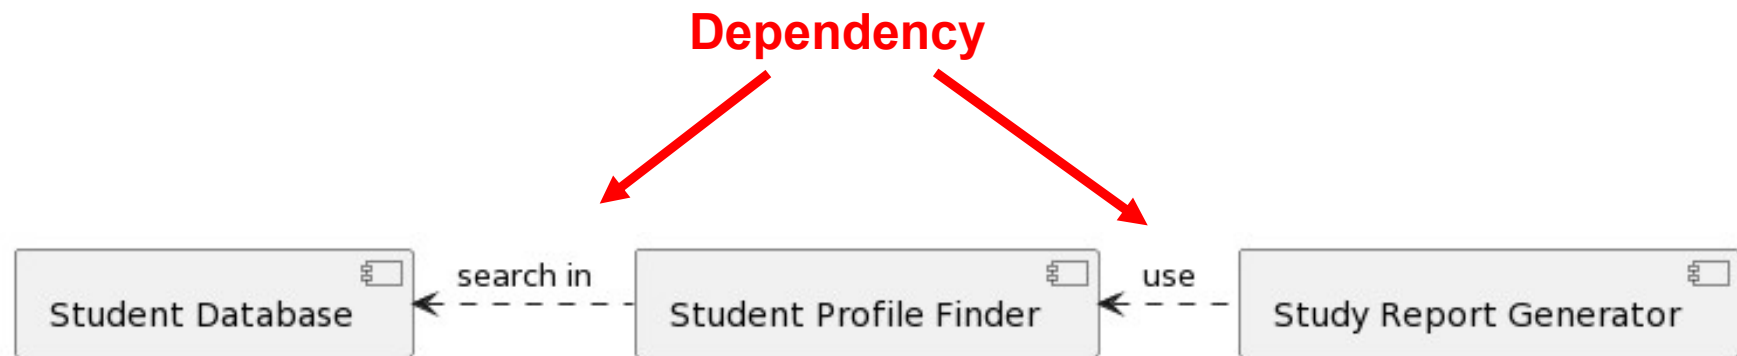 Dependency
search in
use
Student Database
Student Profile Finder
Study Report Generator